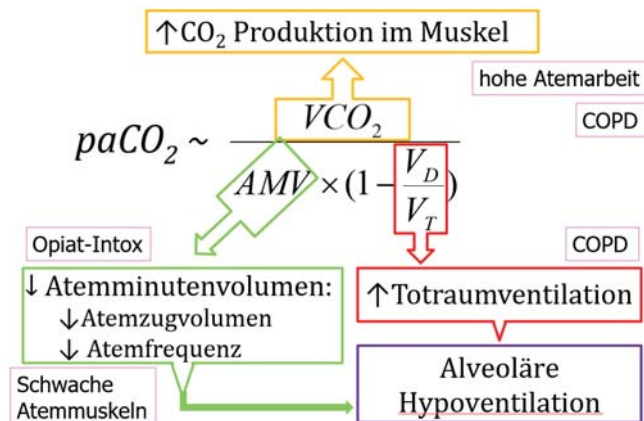 ↑CO₂ Produktion im Muskel
hohe Atemarbeit
COPD
paCO₂ ~ VCO₂
AMV × (1 − V_D / V_T)
Opiat-Intox
COPD
↓ Atemminutenvolumen:
↓Atemzugvolumen
↓ Atemfrequenz
↑Totraumventilation
Schwache
Atemmuskeln
Alveoläre
Hypoventilation